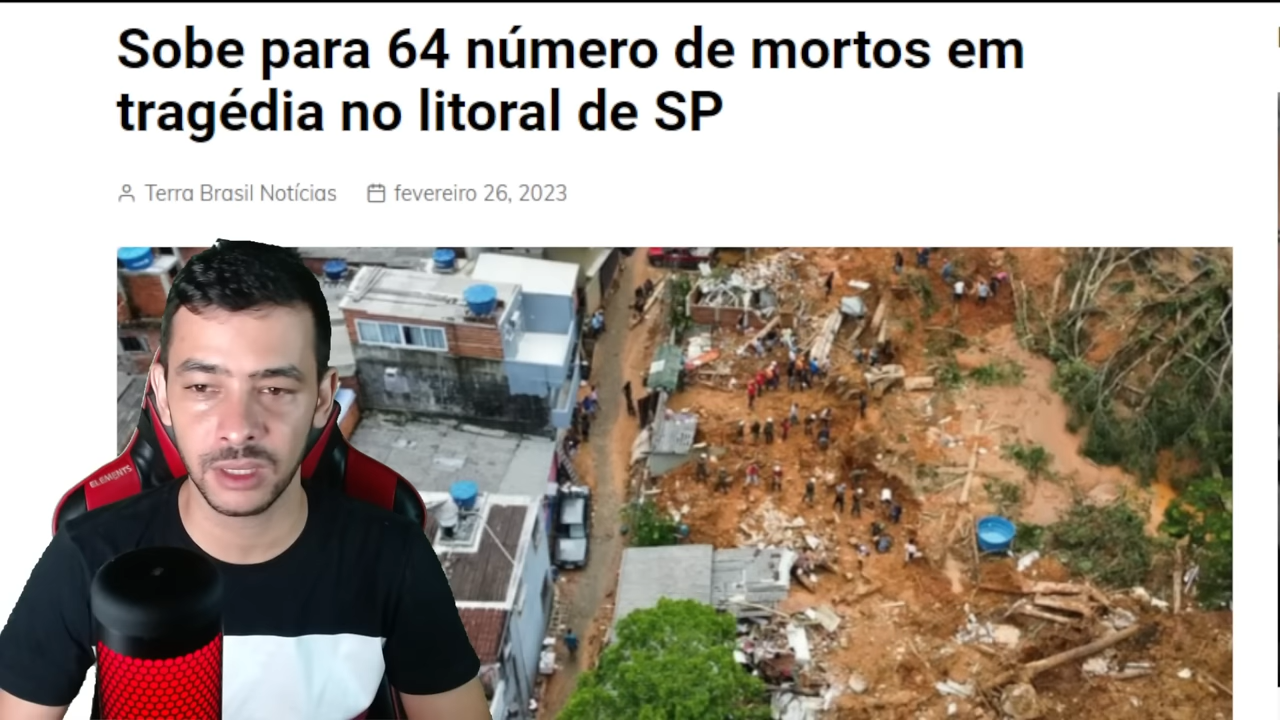 Sobe para 64 número de mortos em
tragédia no litoral de SP
Terra Brasil Notícias fevereiro 26, 2023
ELEMENTS